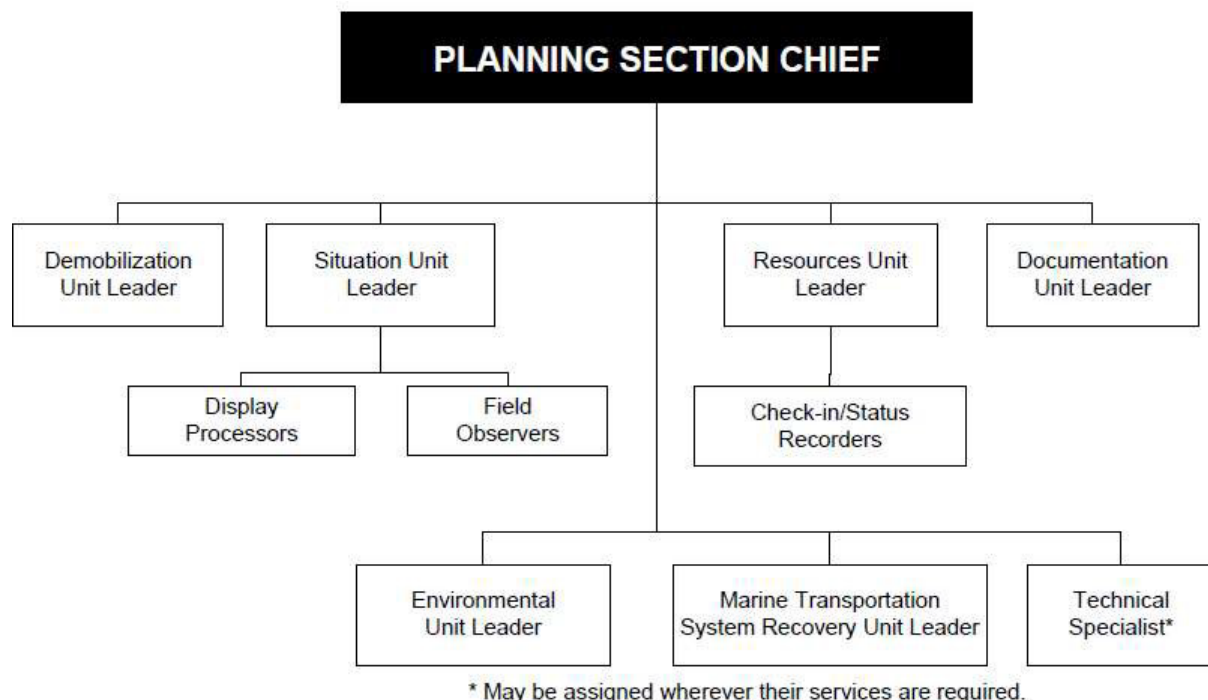 PLANNING SECTION CHIEF
Demobilization
Unit Leader
Situation Unit
Leader
Resources Unit
Leader
Documentation
Unit Leader
Display
Processors
Field
Observers
Check-in/Status
Recorders
Environmental
Unit Leader
Marine Transportation
System Recovery Unit Leader
Technical
Specialist*
* May be assigned wherever their services are required.